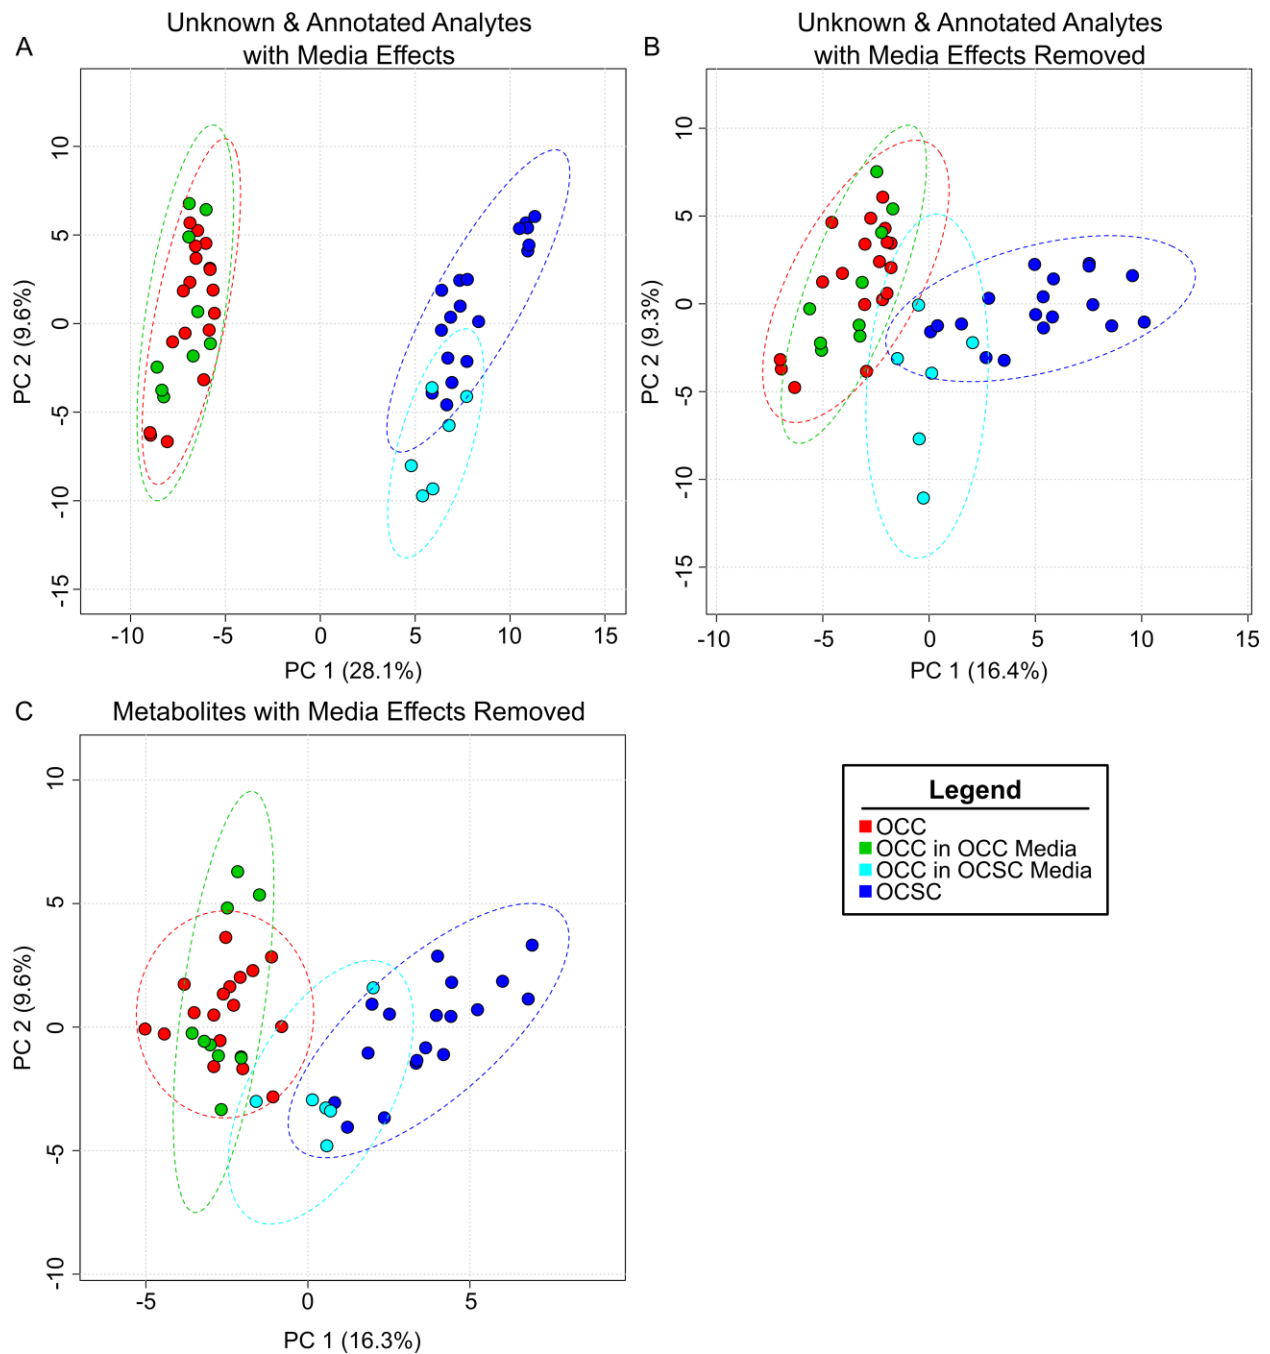 A
Unknown & Annotated Analytes
with Media Effects
10
5
0
-5
-10
-15
PC 2 (9.6%)
-10
-5
0
5
10
15
PC 1 (28.1%)
B
Unknown & Annotated Analytes
with Media Effects Removed
10
5
0
-5
-10
-15
PC 2 (9.3%)
-10
-5
0
5
10
15
PC 1 (16.4%)
C
Metabolites with Media Effects Removed
10
5
0
-5
-10
PC 2 (9.6%)
-5
0
5
PC 1 (16.3%)
Legend
OCC
OCC in OCC Media
OCC in OCSC Media
OCSC